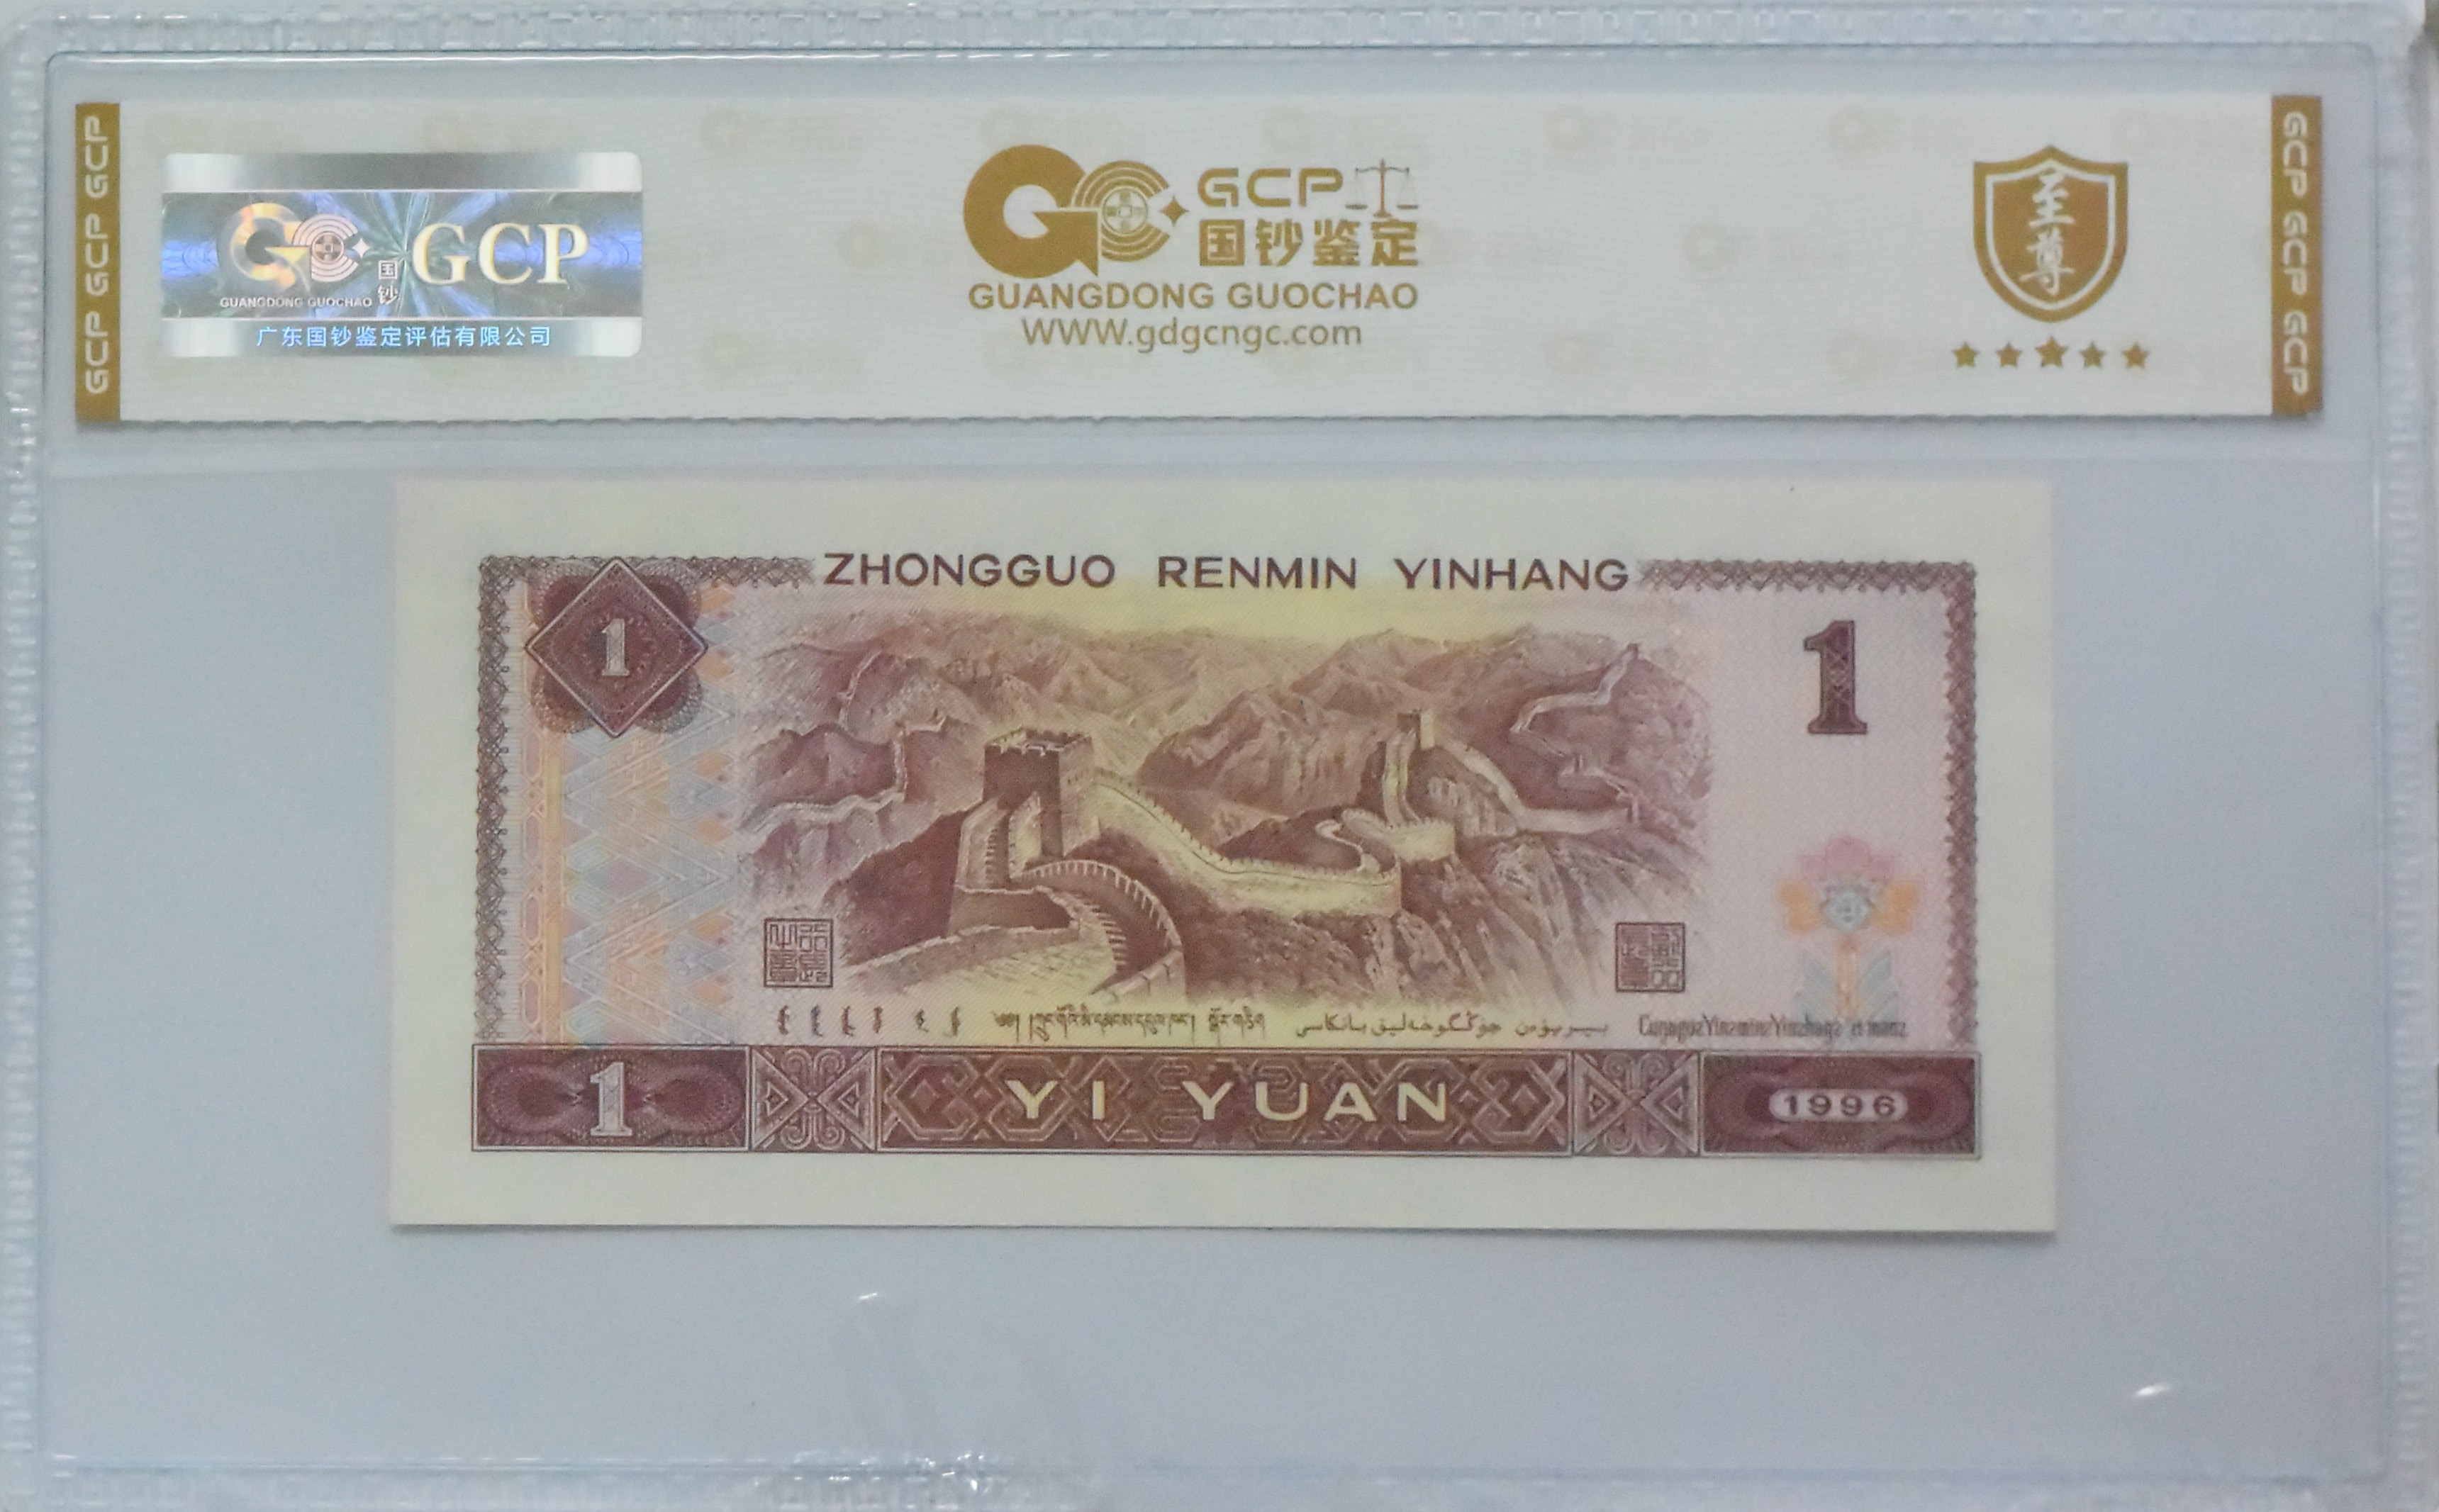 GCP GCP GCP
GUANGDONG GUOCHAO
国钞
GCP
广东国钞鉴定评估有限公司
GCP
国钞鉴定
GUANGDONG GUOCHAO
WWW.gdgcngc.com
至尊
GCP GCP GCP
ZHONGGUO RENMIN YINHANG
1
1
1
YI YUAN
1996